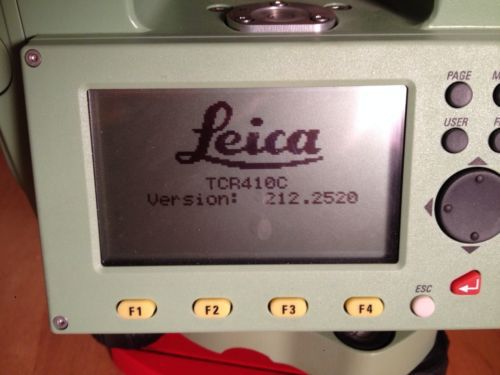 PAGE
USER
Leica
TCR410C
Version: 212.2520
ESC
F1
F2
F3
F4